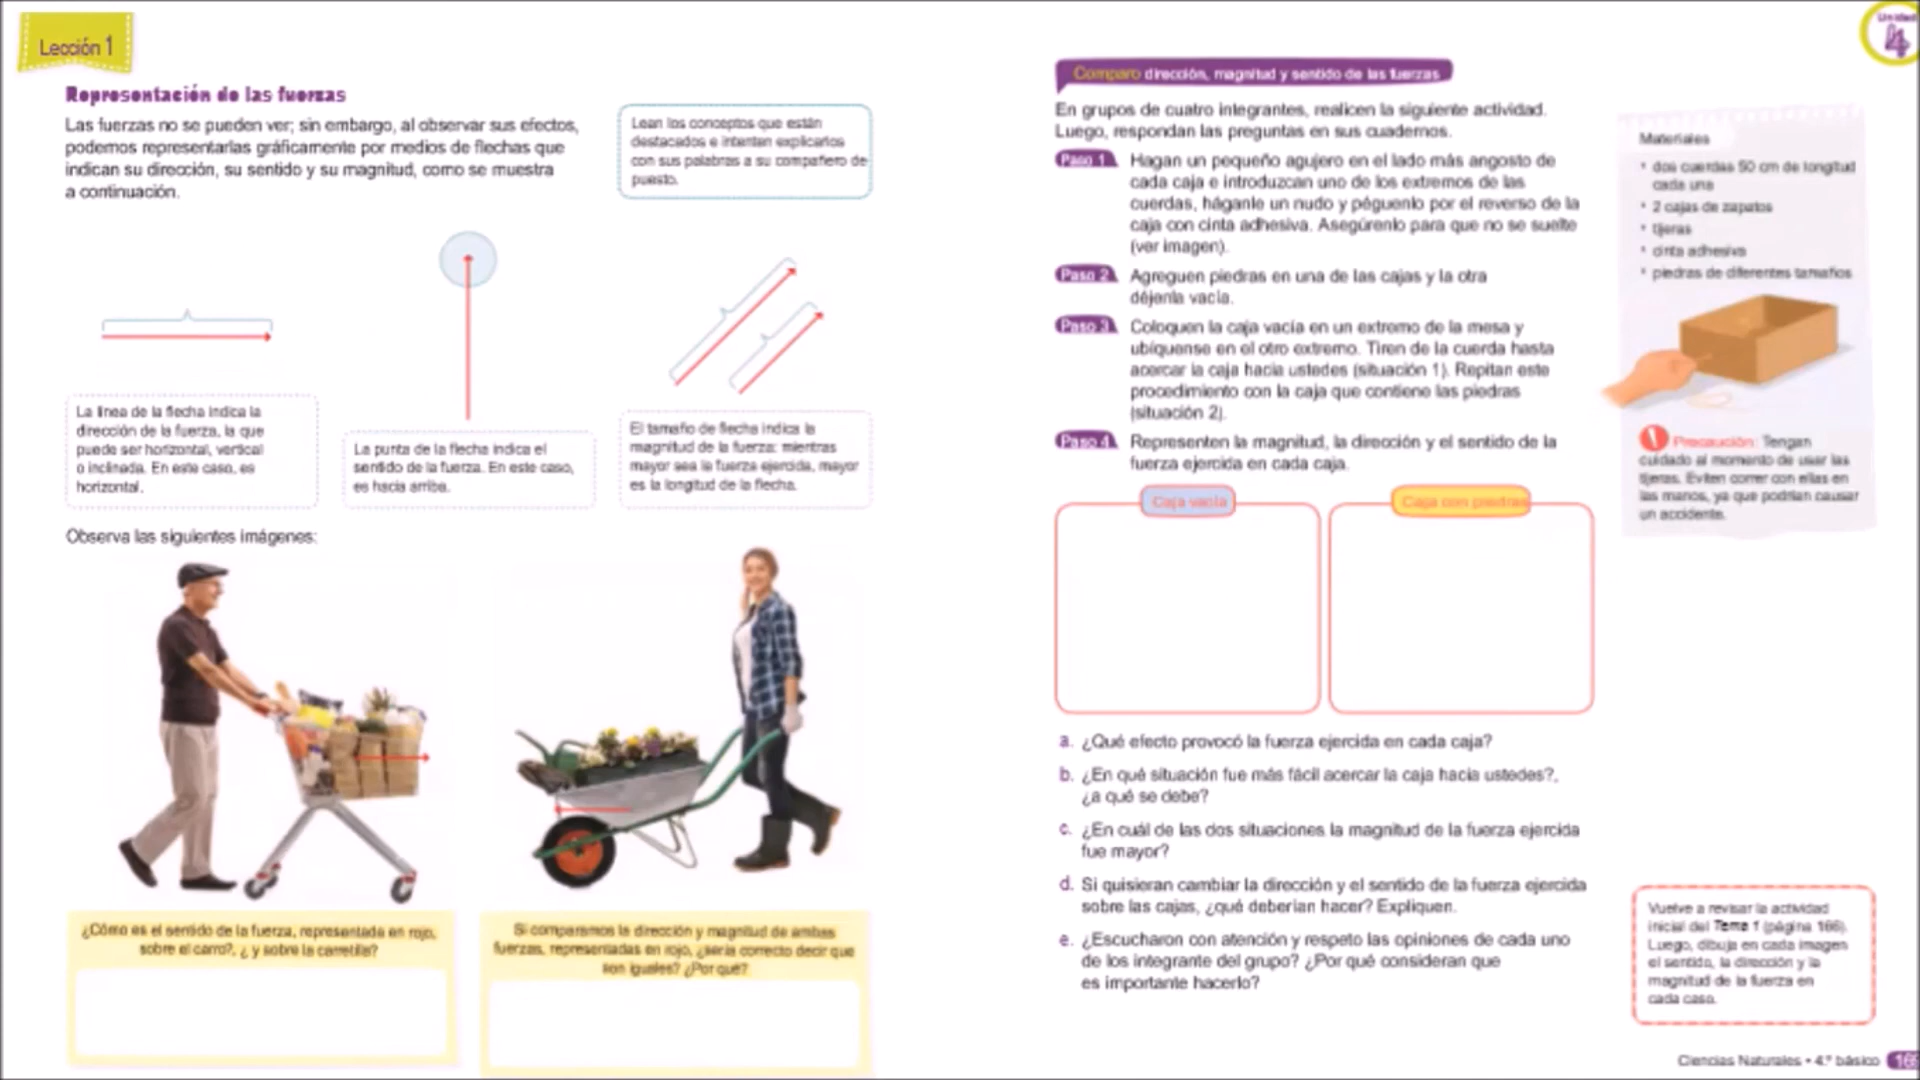 Lección 1
Representación de las fuerzas
Las fuerzas no se pueden ver; sin embargo, al observar sus efectos,
podemos representarlas gráficamente por medios de flechas que
indican su dirección, su sentido y su magnitud, como se muestra
a continuación.
Lean los conceptos que están
destacados e intenten explicarlos
con sus palabras a su compañero de
puesto.
La línea de la flecha indica la
dirección de la fuerza, la que
puede ser horizontal, vertical
o inclinada. En este caso, es
horizontal.
La punta de la flecha indica el
sentido de la fuerza. En este caso,
es hacia arriba.
El tamaño de flecha indica la
magnitud de la fuerza: mientras
mayor sea la fuerza ejercida, mayor
es la longitud de la flecha.
Observa las siguientes imágenes:
¿Cómo es el sentido de la fuerza, representada en rojo,
sobre el carro?, ¿ y sobre la carretilla?
Si comparamos la dirección y magnitud de ambas
fuerzas, representadas en rojo, ¿sería correcto decir que
son iguales? ¿Por qué?
Unidad
4
Comparo dirección, magnitud y sentido de las fuerzas
En grupos de cuatro integrantes, realicen la siguiente actividad.
Luego, respondan las preguntas en sus cuadernos.
Paso 1 Hagan un pequeño agujero en el lado más angosto de
cada caja e introduzcan uno de los extremos de las
cuerdas, háganle un nudo y péguenlo por el reverso de la
caja con cinta adhesiva. Asegúrenlo para que no se suelte
(ver imagen).
Paso 2 Agreguen piedras en una de las cajas y la otra
déjenla vacía.
Paso 3 Coloquen la caja vacía en un extremo de la mesa y
ubíquense en el otro extremo. Tiren de la cuerda hasta
acercar la caja hacia ustedes (situación 1). Repitan este
procedimiento con la caja que contiene las piedras
(situación 2).
Paso 4 Representen la magnitud, la dirección y el sentido de la
fuerza ejercida en cada caja.
Caja vacía
Caja con piedras
a. ¿Qué efecto provocó la fuerza ejercida en cada caja?
b. ¿En qué situación fue más fácil acercar la caja hacia ustedes?,
¿a qué se debe?
c. ¿En cuál de las dos situaciones la magnitud de la fuerza ejercida
fue mayor?
d. Si quisieran cambiar la dirección y el sentido de la fuerza ejercida
sobre las cajas, ¿qué deberían hacer? Expliquen.
e. ¿Escucharon con atención y respeto las opiniones de cada uno
de los integrante del grupo? ¿Por qué consideran que
es importante hacerlo?
Materiales
• dos cuerdas 50 cm de longitud
cada una
• 2 cajas de zapatos
• tijeras
• cinta adhesiva
• piedras de diferentes tamaños
! Precaución: Tengan
cuidado al momento de usar las
tijeras. Eviten correr con ellas en
las manos, ya que podrían causar
un accidente.
Vuelve a revisar la actividad
inicial del Tema 1 (página 166).
Luego, dibuja en cada imagen
el sentido, la dirección y la
magnitud de la fuerza en
cada caso.
Ciencias Naturales • 4.º básico